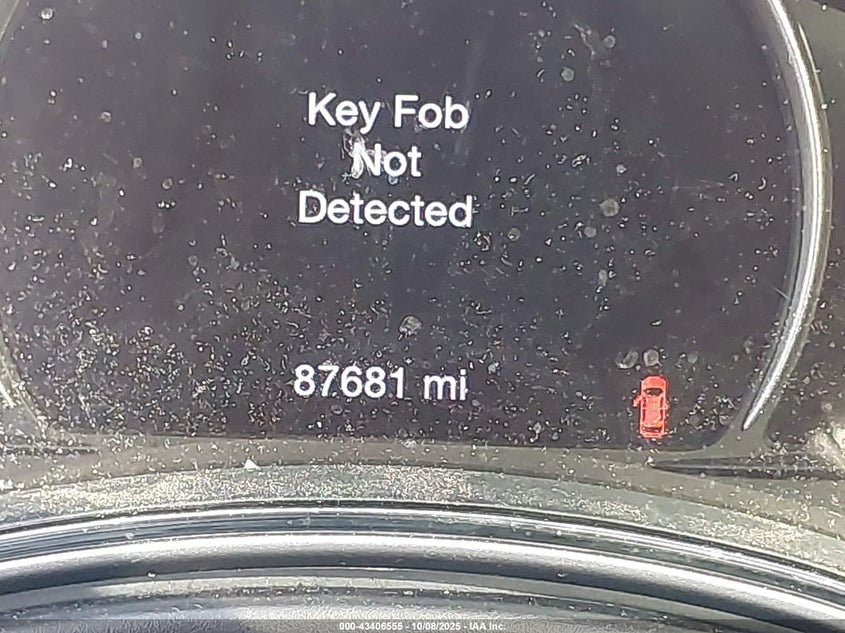 Key Fob
Not
Detected
87681 mi
000-43406555 - 10/08/2025 - IAA Inc.